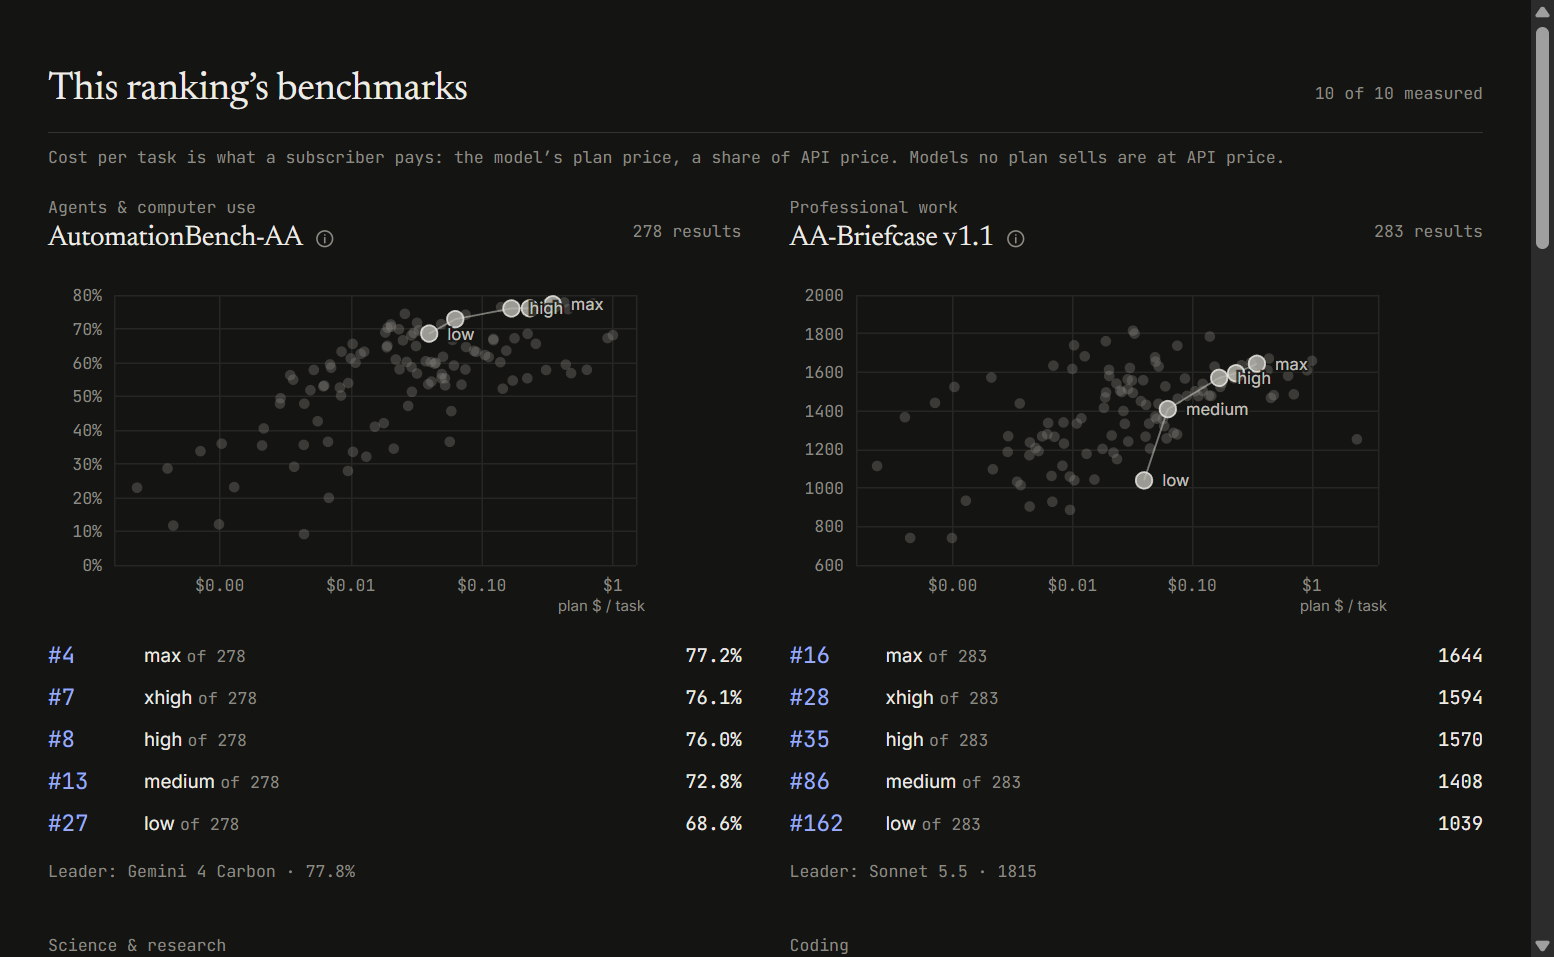 This ranking’s benchmarks
10 of 10 measured
Cost per task is what a subscriber pays: the model’s plan price, a share of API price. Models no plan sells are at API price.
Agents & computer use
AutomationBench-AA
278 results
80%
70%
60%
50%
40%
30%
20%
10%
0%
low
high
max
$0.00
$0.01
$0.10
$1
plan $ / task
#4 max of 278 77.2%
#7 xhigh of 278 76.1%
#8 high of 278 76.0%
#13 medium of 278 72.8%
#27 low of 278 68.6%
Leader: Gemini 4 Carbon · 77.8%
Professional work
AA-Briefcase v1.1
283 results
2000
1800
1600
1400
1200
1000
800
600
max
high
medium
low
$0.00
$0.01
$0.10
$1
plan $ / task
#16 max of 283 1644
#28 xhigh of 283 1594
#35 high of 283 1570
#86 medium of 283 1408
#162 low of 283 1039
Leader: Sonnet 5.5 · 1815
Science & research
Coding